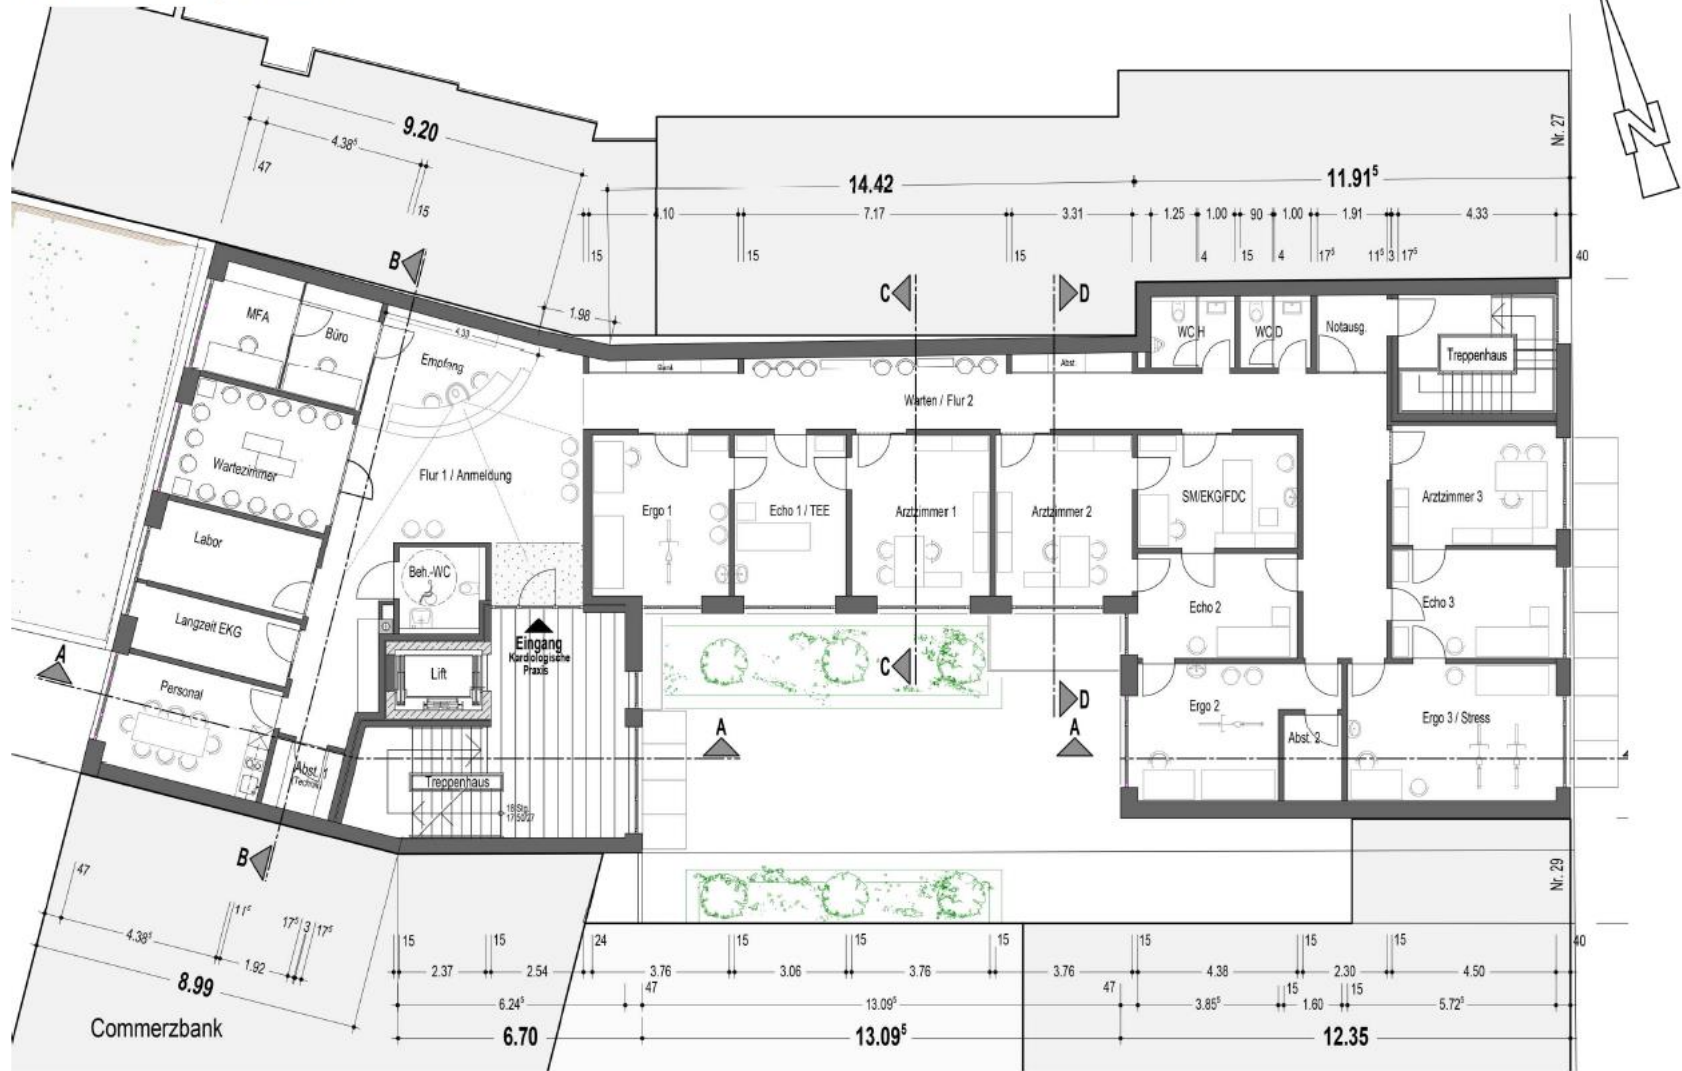 9.20
4.38⁵
47
15
14.42
11.91⁵
Nr. 27
N
4.10
7.17
3.31
1.25
1.00
90
1.00
1.91
4.33
15
15
15
4
15
4
17⁵
11⁵
3
17⁵
40
1.98
B
C
D
MFA
Büro
4.33
Empfang
WC H
WC D
Notausg.
Treppenhaus
Abst.
Warten / Flur 2
Wartezimmer
Flur 1 / Anmeldung
Ergo 1
Echo 1 / TEE
Arztzimmer 1
Arztzimmer 2
SM/EKG/FDC
Arztzimmer 3
Labor
Beh.-WC
Langzeit EKG
Echo 2
Echo 3
Eingang
Kardiologische
Praxis
A
Lift
C
Personal
D
Ergo 2
Ergo 3 / Stress
A
A
Abst. 2
Abst. 1
(Technik)
Treppenhaus
18 Stg.
17.50/27
B
47
11⁵
17⁵
3
17⁵
4.38⁵
1.92
8.99
Commerzbank
Nr. 29
15
15
24
15
15
15
15
15
15
40
2.37
2.54
3.76
3.06
3.76
3.76
4.38
2.30
4.50
47
47
15
15
6.24⁵
13.09⁵
3.85⁵
1.60
5.72⁵
6.70
13.09⁵
12.35